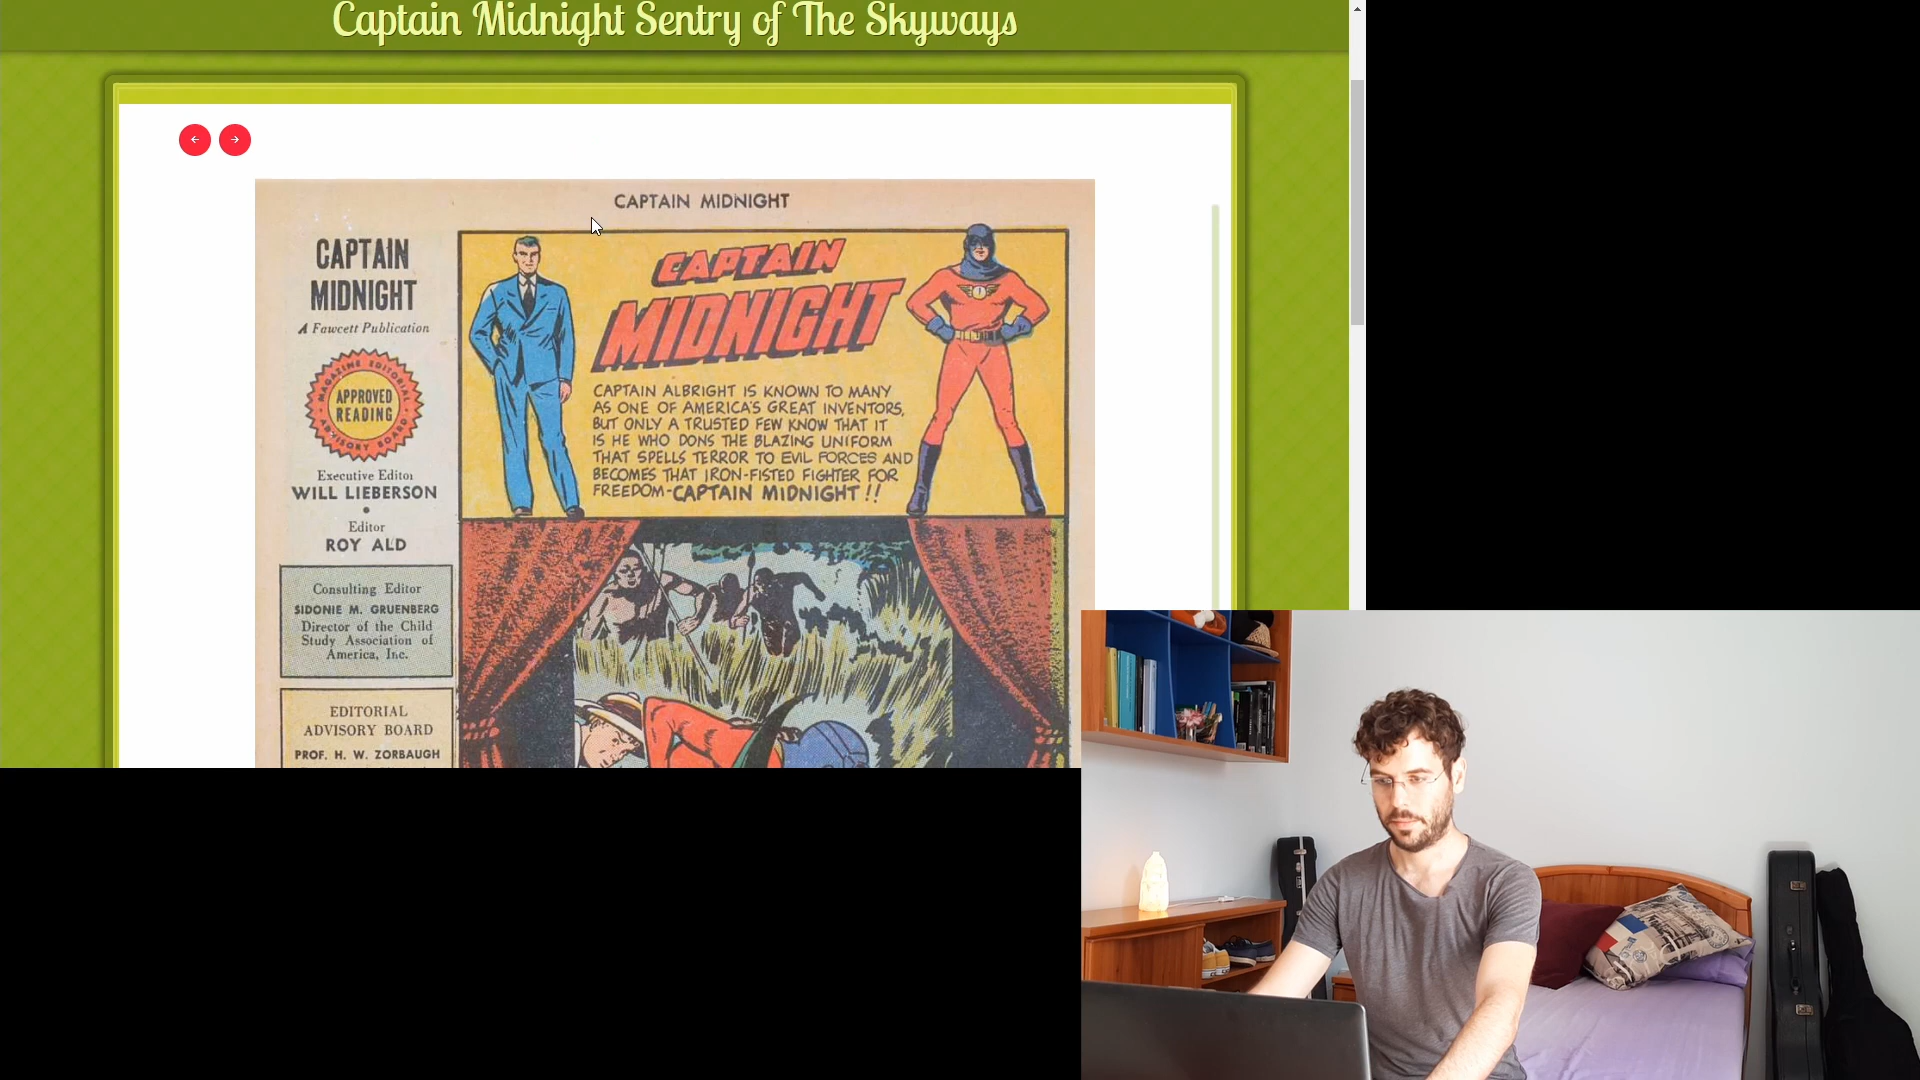 Captain Midnight Sentry of The Skyways
CAPTAIN MIDNIGHT
CAPTAIN
MIDNIGHT
A Fawcett Publication
MAGAZINE EDITORIAL
APPROVED
READING
ADVISORY BOARD
Executive Editor
WILL LIEBERSON
•
Editor
ROY ALD
Consulting Editor
SIDONIE M. GRUENBERG
Director of the Child
Study Association of
America, Inc.
EDITORIAL
ADVISORY BOARD
PROF. H. W. ZORBAUGH
CAPTAIN
MIDNIGHT
CAPTAIN ALBRIGHT IS KNOWN TO MANY
AS ONE OF AMERICA'S GREAT INVENTORS,
BUT ONLY A TRUSTED FEW KNOW THAT IT
IS HE WHO DONS THE BLAZING UNIFORM
THAT SPELLS TERROR TO EVIL FORCES AND
BECOMES THAT IRON-FISTED FIGHTER FOR
FREEDOM-CAPTAIN MIDNIGHT!!